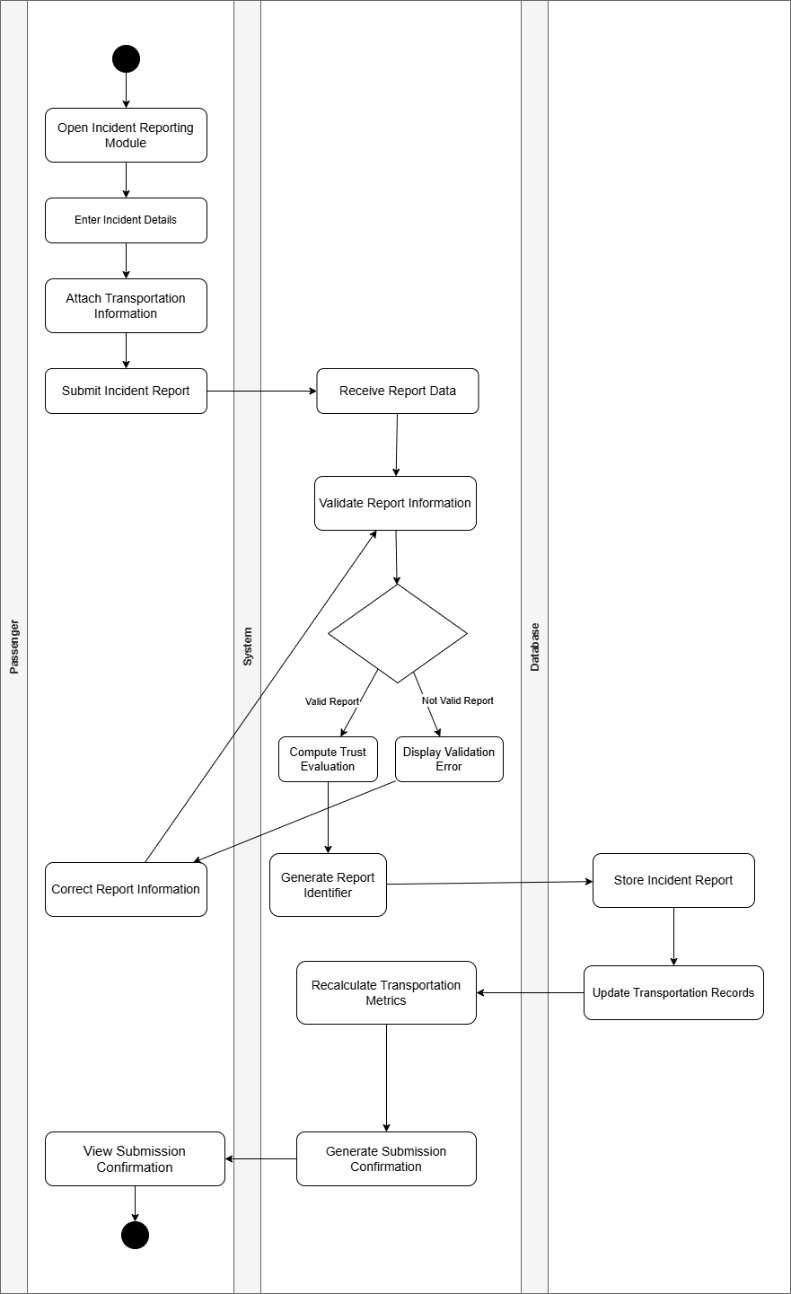 Open Incident Reporting
Module
Enter Incident Details
Attach Transportation
Information
Submit Incident Report
Receive Report Data
Validate Report Information
Passenger
System
Database
Valid Report
Not Valid Report
Compute Trust
Evaluation
Display Validation
Error
Correct Report Information
Generate Report
Identifier
Store Incident Report
Recalculate Transportation
Metrics
Update Transportation Records
View Submission
Confirmation
Generate Submission
Confirmation